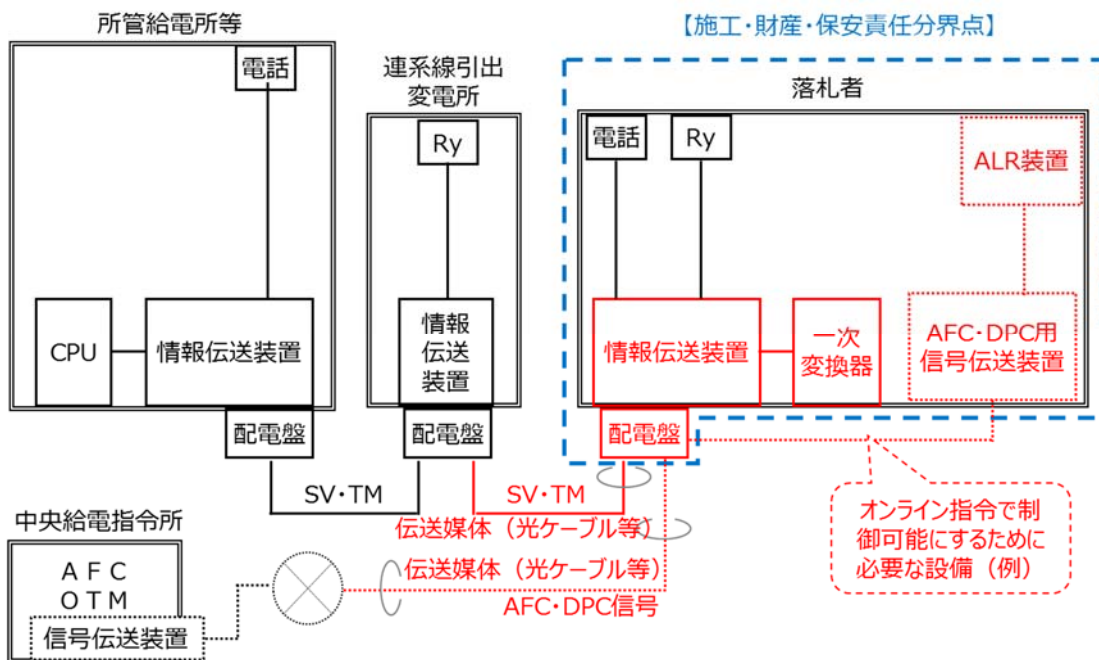 所管給電所等
電話
CPU
情報伝送装置
配電盤
連系線引出
変電所
Ry
情報
伝送
装置
配電盤
【施工・財産・保安責任分界点】
落札者
電話
Ry
ALR装置
情報伝送装置
一次
変換器
AFC・DPC用
信号伝送装置
配電盤
SV・TM
SV・TM
伝送媒体（光ケーブル等）
伝送媒体（光ケーブル等）
AFC・DPC信号
オンライン指令で制
御可能にするために
必要な設備（例）
中央給電指令所
ＡＦＣ
ＯＴＭ
信号伝送装置